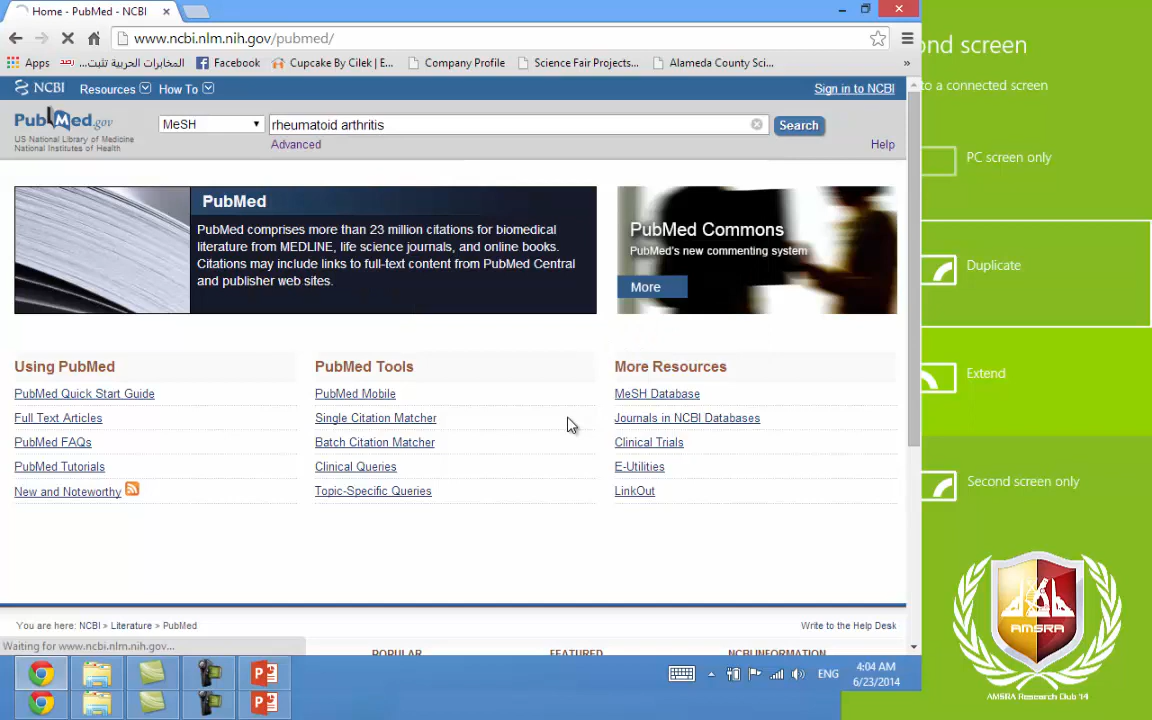 Home - PubMed - NCBI
www.ncbi.nlm.nih.gov/pubmed/
Apps
المخابرات الحربية تثبت...
رصد
Facebook
Cupcake By Cilek | E...
Company Profile
Science Fair Projects...
Alameda County Sci...
»
NCBI Resources How To
Sign in to NCBI
PubMed.gov
US National Library of Medicine
National Institutes of Health
MeSH
rheumatoid arthritis
Search
Advanced
Help
PubMed
PubMed comprises more than 23 million citations for biomedical
literature from MEDLINE, life science journals, and online books.
Citations may include links to full-text content from PubMed Central
and publisher web sites.
PubMed Commons
PubMed's new commenting system
More
Using PubMed
PubMed Quick Start Guide
Full Text Articles
PubMed FAQs
PubMed Tutorials
New and Noteworthy
PubMed Tools
PubMed Mobile
Single Citation Matcher
Batch Citation Matcher
Clinical Queries
Topic-Specific Queries
More Resources
MeSH Database
Journals in NCBI Databases
Clinical Trials
E-Utilities
LinkOut
You are here: NCBI > Literature > PubMed
Write to the Help Desk
POPULAR
FEATURED
NCBI INFORMATION
Waiting for www.ncbi.nlm.nih.gov...
ENG
4:04 AM
6/23/2014
ond screen
to a connected screen
PC screen only
Duplicate
Extend
Second screen only
AMSRA
AMSRA Research Club '14